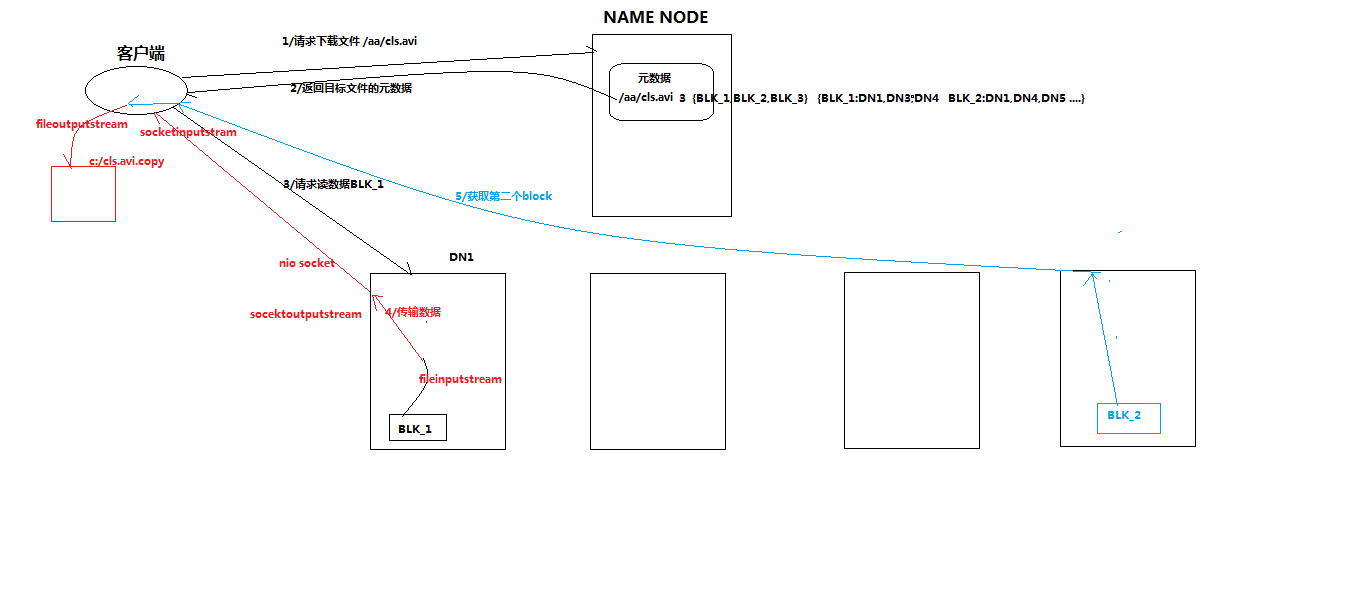 NAME NODE
客户端
1/请求下载文件 /aa/cls.avi
元数据
2/返回目标文件的元数据
/aa/cls.avi 3 {BLK_1,BLK_2,BLK_3} {BLK_1:DN1,DN3,DN4 BLK_2:DN1,DN4,DN5 ....}
fileoutputstream
socketinputstram
c:/cls.avi.copy
3/请求读数据BLK_1
5/获取第二个block
DN1
nio socket
socektoutputstream
4/传输数据
fileinputstream
BLK_1
BLK_2